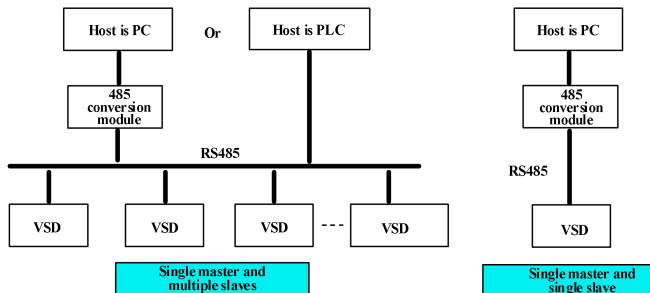 Host is PC
Or
Host is PLC
485
conversion
module
RS485
VSD
VSD
VSD
---
VSD
Single master and
multiple slaves
Host is PC
485
conversion
module
RS485
VSD
Single master and
single slave